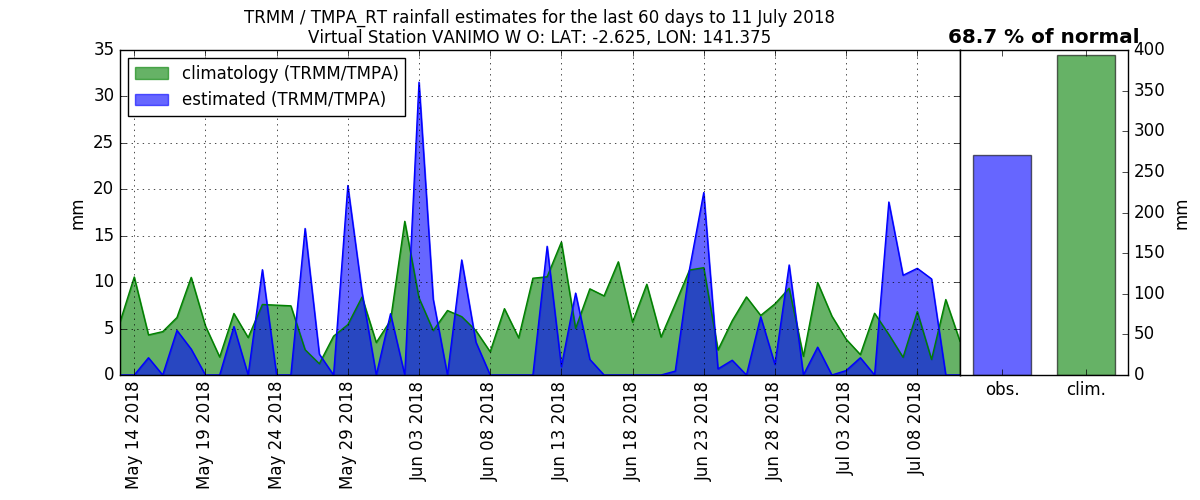 TRMM / TMPA_RT rainfall estimates for the last 60 days to 11 July 2018
Virtual Station VANIMO W O: LAT: -2.625, LON: 141.375
68.7 % of normal
climatology (TRMM/TMPA)
estimated (TRMM/TMPA)
35
30
25
20
15
10
5
0
mm
May 14 2018
May 19 2018
May 24 2018
May 29 2018
Jun 03 2018
Jun 08 2018
Jun 13 2018
Jun 18 2018
Jun 23 2018
Jun 28 2018
Jul 03 2018
Jul 08 2018
400
350
300
250
200
150
100
50
0
mm
obs.
clim.